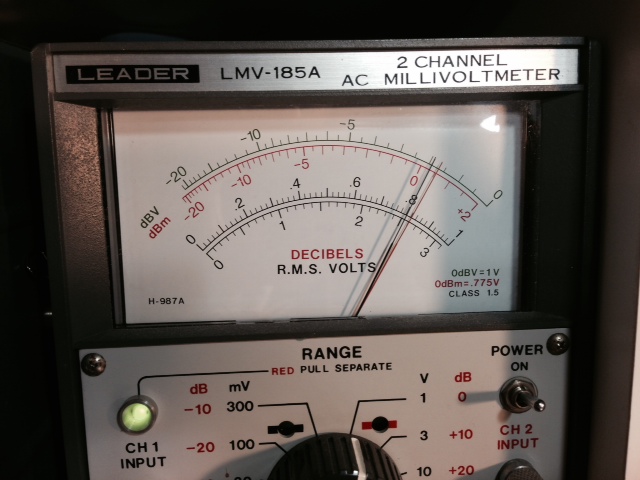 LEADER LMV-185A 2 CHANNEL
AC MILLIVOLTMETER
-20 -10 -5 0
dBV
dBm
-20 -10 -5 0 +2
0 .2 .4 .6 .8 1
0 1 2 3
DECIBELS
R.M.S. VOLTS
0dBV=1V
0dBm=.775V
CLASS 1.5
H-987A
RANGE
RED PULL SEPARATE
POWER
ON
dB mV V dB
-10 300 1 0
CH 1
INPUT
-20 100 3 +10
CH 2
INPUT
10 +20